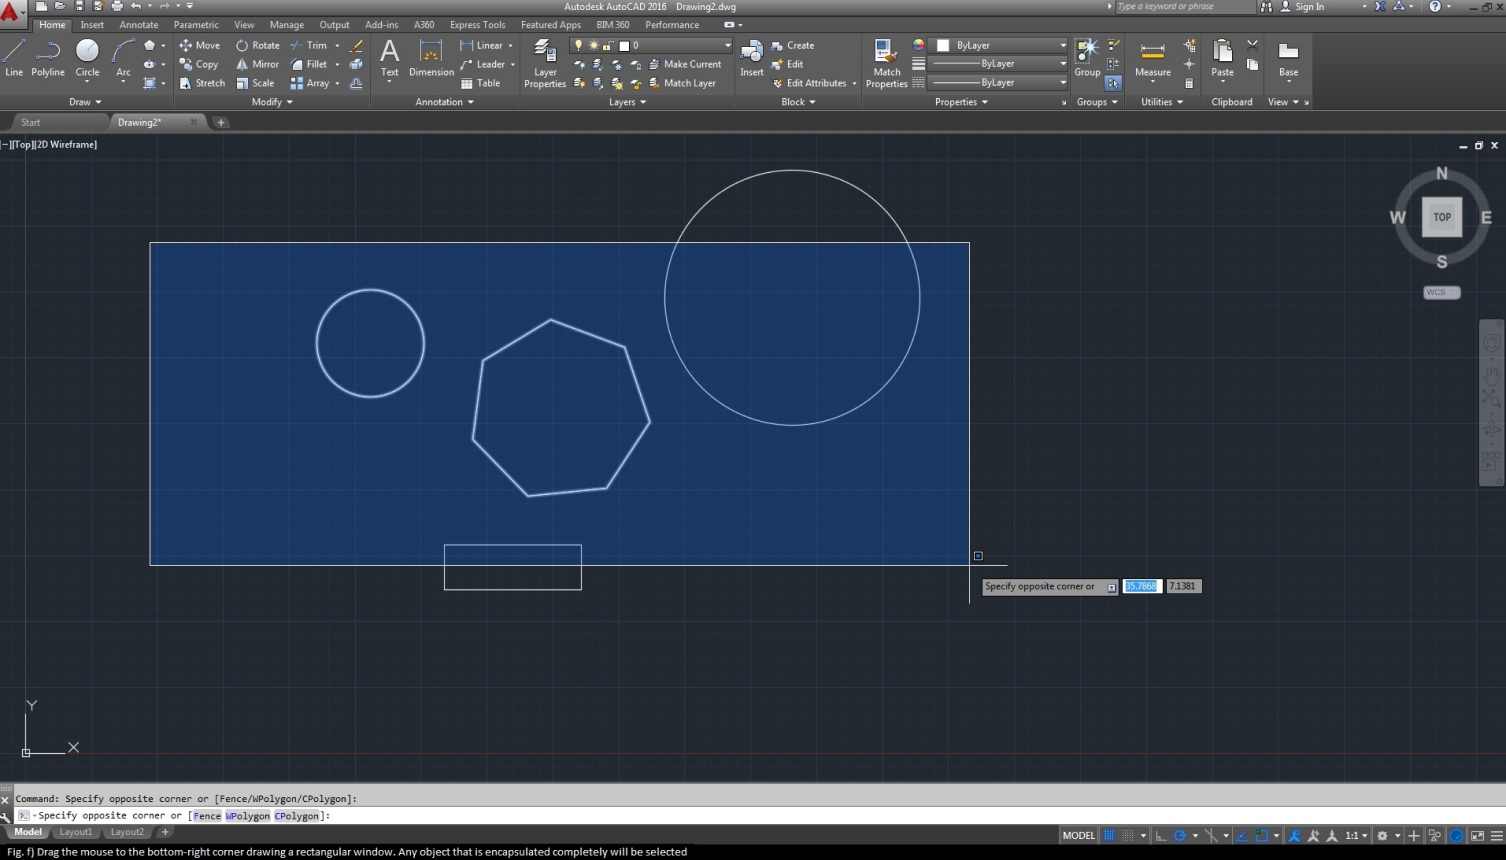 Autodesk AutoCAD 2016 Drawing2.dwg
Type a keyword or phrase
Sign In
Home Insert Annotate Parametric View Manage Output Add-ins A360 Express Tools Featured Apps BIM 360 Performance
Line Polyline Circle Arc
Move Rotate Trim
Copy Mirror Fillet
Stretch Scale Array
Text Dimension
Linear
Leader
Table
Layer Properties
0
Make Current
Match Layer
Insert
Create
Edit
Edit Attributes
Match Properties
ByLayer
ByLayer
ByLayer
Group
Measure
Paste
Base
Draw Modify Annotation Layers Block Properties Groups Utilities Clipboard View
Start Drawing2*
[−][Top][2D Wireframe]
N
W TOP E
S
WCS
Specify opposite corner or 35.7868 7.1381
Y
X
Command: Specify opposite corner or [Fence/WPolygon/CPolygon]:
-Specify opposite corner or [Fence WPolygon CPolygon]:
Model Layout1 Layout2 +
MODEL 1:1
Fig. f) Drag the mouse to the bottom-right corner drawing a rectangular window. Any object that is encapsulated completely will be selected